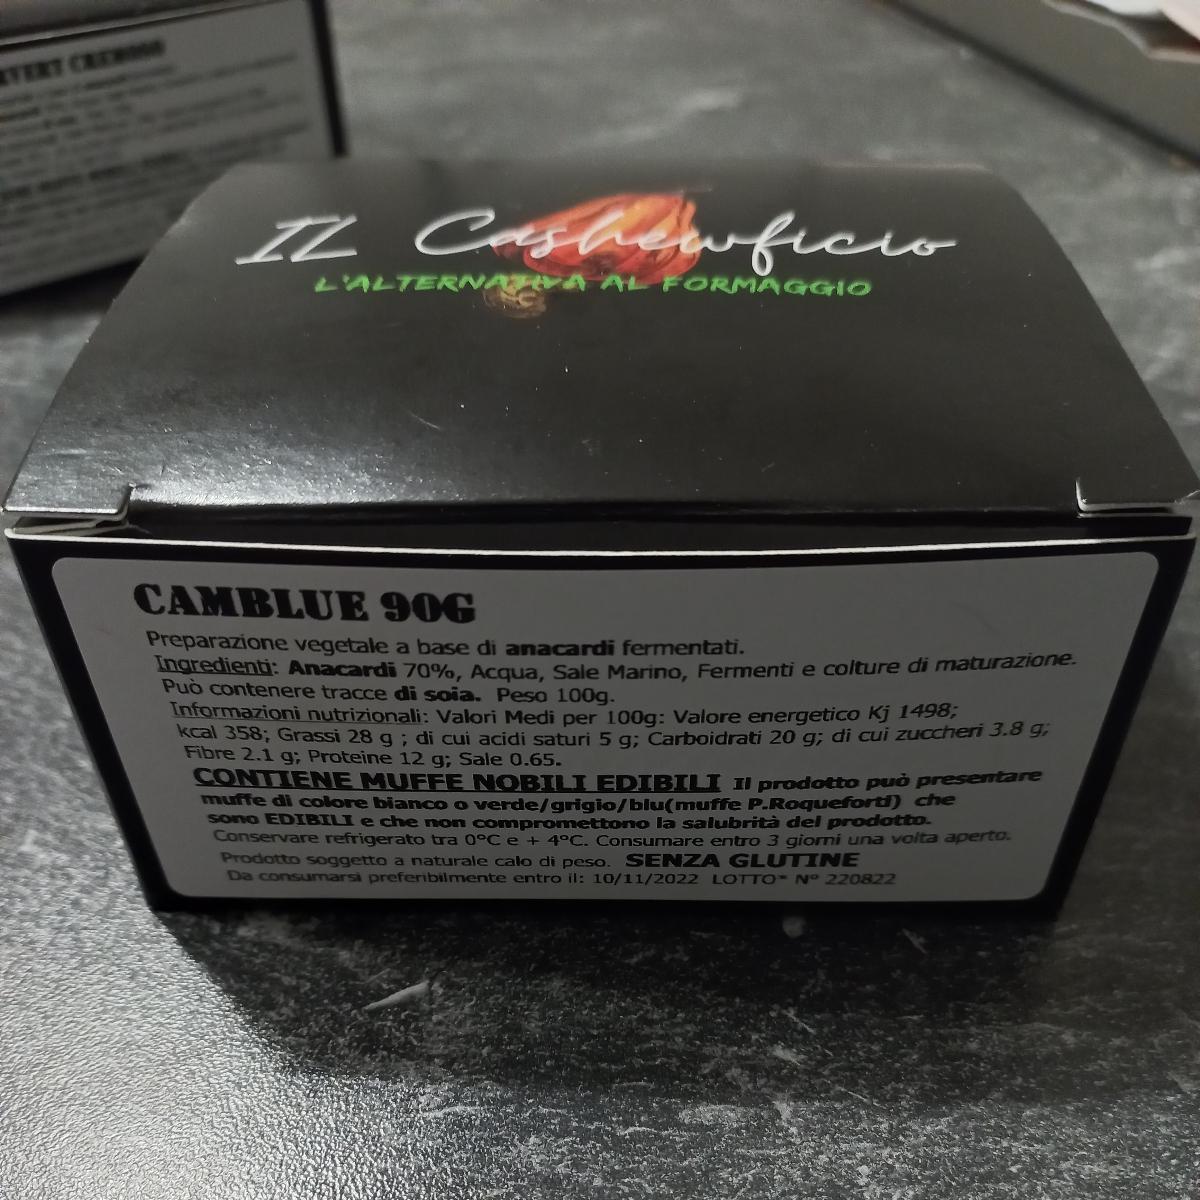 CREMOSO
IL Cashewficio
L'ALTERNATIVA AL FORMAGGIO
CAMBLUE 90G
Preparazione vegetale a base di anacardi fermentati.
Ingredienti: Anacardi 70%, Acqua, Sale Marino, Fermenti e colture di maturazione.
Può contenere tracce di soia. Peso 100g.
Informazioni nutrizionali: Valori Medi per 100g: Valore energetico Kj 1498;
kcal 358; Grassi 28 g ; di cui acidi saturi 5 g; Carboidrati 20 g; di cui zuccheri 3.8 g;
Fibre 2.1 g; Proteine 12 g; Sale 0.65.
CONTIENE MUFFE NOBILI EDIBILI Il prodotto può presentare
muffe di colore bianco o verde/grigio/blu(muffe P.Roqueforti) che
sono EDIBILI e che non compromettono la salubrità del prodotto.
Conservare refrigerato tra 0°C e + 4°C. Consumare entro 3 giorni una volta aperto.
Prodotto soggetto a naturale calo di peso. SENZA GLUTINE
Da consumarsi preferibilmente entro il: 10/11/2022 LOTTO* N° 220822